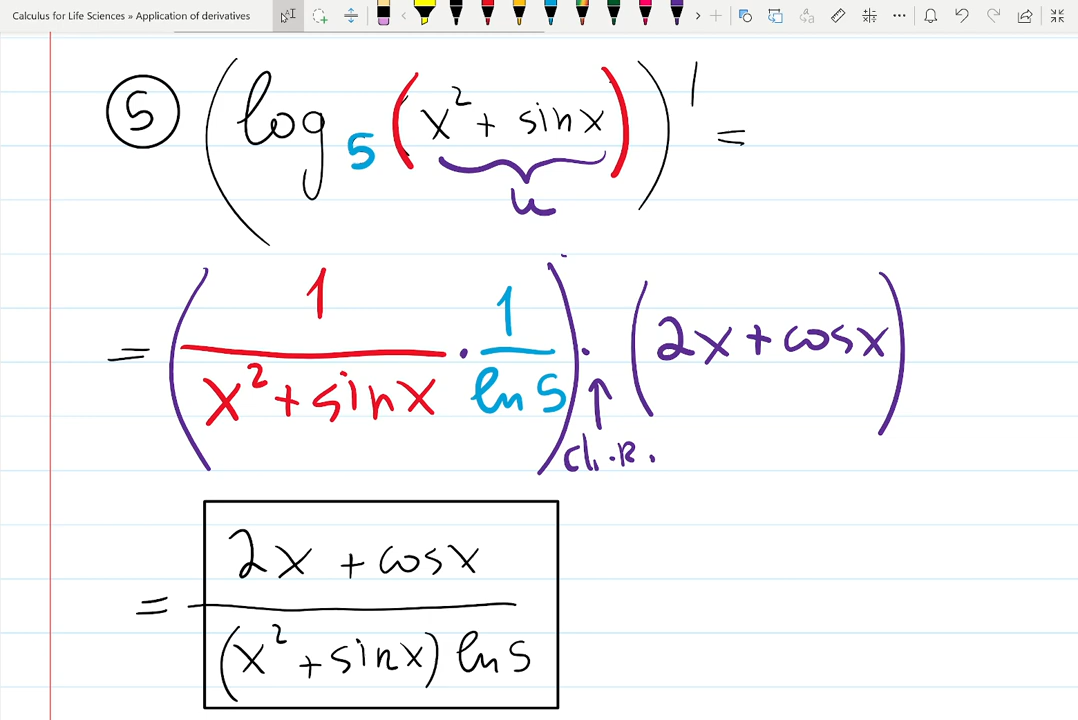 Calculus for Life Sciences » Application of derivatives
⑤ (log₅(x² + sinx))' =
u
= (1/(x² + sinx) · 1/ln5) · (2x + cosx)
ch.R.
= (2x + cosx)/((x² + sinx) ln5)